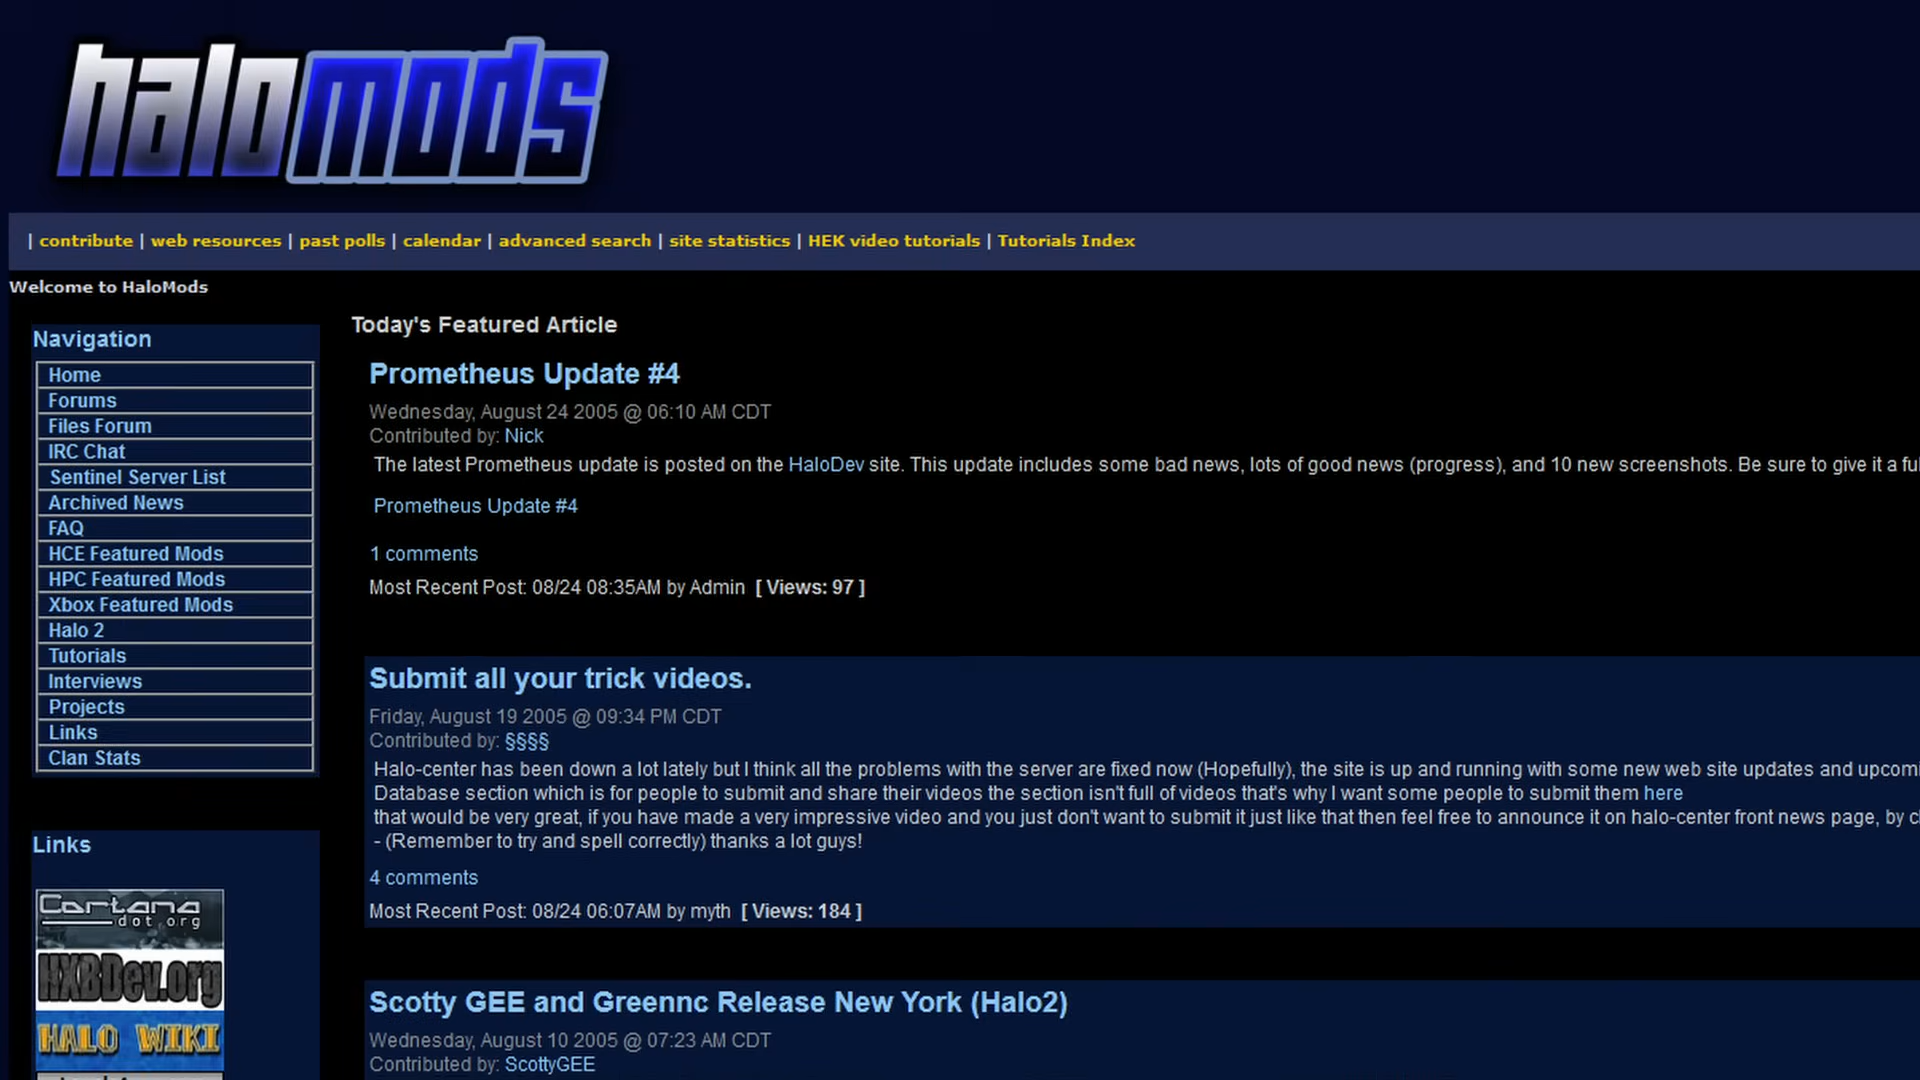 halomods
| contribute | web resources | past polls | calendar | advanced search | site statistics | HEK video tutorials | Tutorials Index
Welcome to HaloMods
Navigation
Home
Forums
Files Forum
IRC Chat
Sentinel Server List
Archived News
FAQ
HCE Featured Mods
HPC Featured Mods
Xbox Featured Mods
Halo 2
Tutorials
Interviews
Projects
Links
Clan Stats
Links
Cortana
dot.org
HXBDev.org
HALO WIKI
Today's Featured Article
Prometheus Update #4
Wednesday, August 24 2005 @ 06:10 AM CDT
Contributed by: Nick
The latest Prometheus update is posted on the HaloDev site. This update includes some bad news, lots of good news (progress), and 10 new screenshots. Be sure to give it a
Prometheus Update #4
1 comments
Most Recent Post: 08/24 08:35AM by Admin [ Views: 97 ]
Submit all your trick videos.
Friday, August 19 2005 @ 09:34 PM CDT
Contributed by: §§§§
Halo-center has been down a lot lately but I think all the problems with the server are fixed now (Hopefully), the site is up and running with some new web site updates and
Database section which is for people to submit and share their videos the section isn't full of videos that's why I want some people to submit them here
that would be very great, if you have made a very impressive video and you just don't want to submit it just like that then feel free to announce it on halo-center front news page, by
- (Remember to try and spell correctly) thanks a lot guys!
4 comments
Most Recent Post: 08/24 06:07AM by myth [ Views: 184 ]
Scotty GEE and Greennc Release New York (Halo2)
Wednesday, August 10 2005 @ 07:23 AM CDT
Contributed by: ScottyGEE